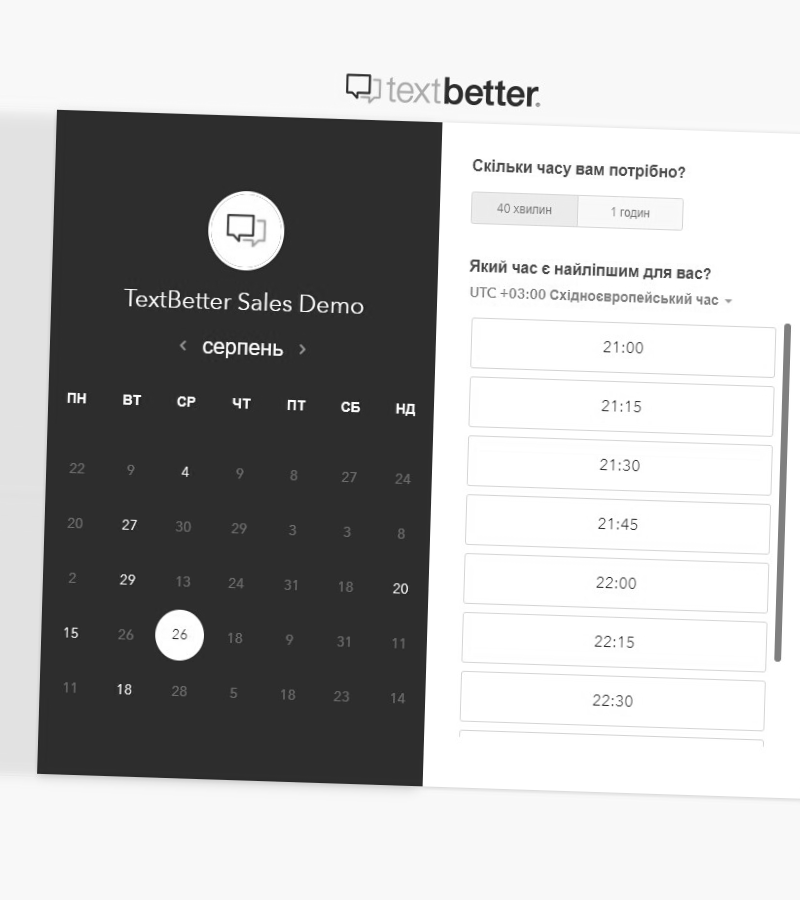 textbetter.
TextBetter Sales Demo
серпень
ПН ВТ СР ЧТ ПТ СБ НД
22 9 4 9 8 27 24
20 27 30 29 3 3 8
2 29 13 24 31 18 20
15 26 26 18 9 31 11
11 18 28 5 18 23 14
Скільки часу вам потрібно?
40 хвилин 1 годин
Який час є найліпшим для вас?
UTC +03:00 Східноєвропейський час
21:00
21:15
21:30
21:45
22:00
22:15
22:30